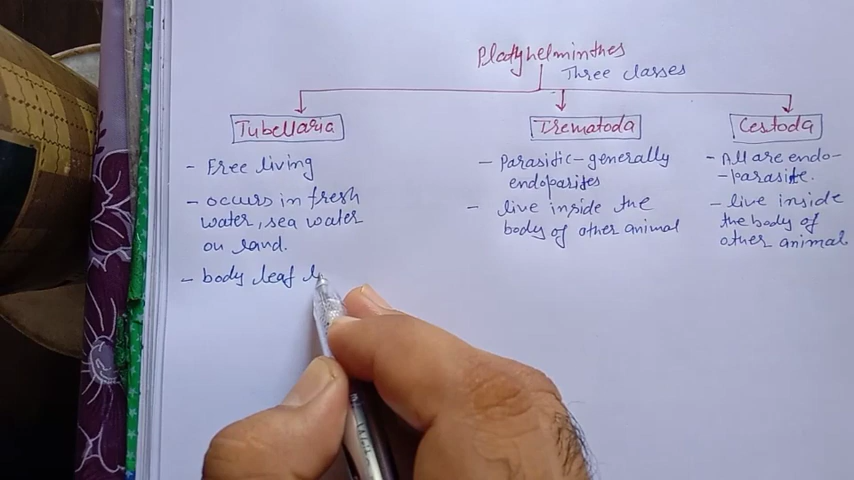 Platyhelminthes
Three classes
Tubellaria
- Free living
- occurs in fresh
water, sea water
on land.
- body leaf
Trematoda
- Parasitic - generally
endoparisites
- live inside the
body of other animal
Cestoda
- All are endo-
-parasite.
- live inside
the body of
other animal